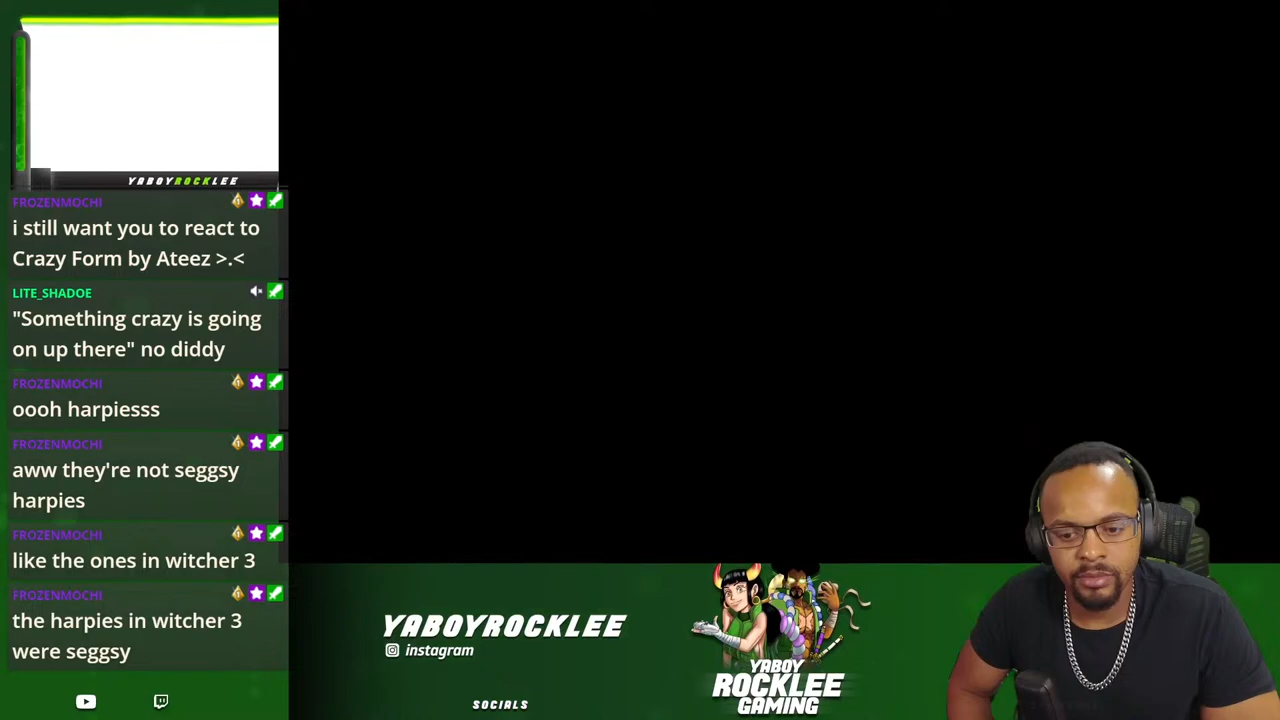 YABOYROCKLEE
FROZENMOCHI
i still want you to react to
Crazy Form by Ateez >.<
LITE_SHADOE
"Something crazy is going
on up there" no diddy
FROZENMOCHI
oooh harpiesss
FROZENMOCHI
aww they're not seggsy
harpies
FROZENMOCHI
like the ones in witcher 3
FROZENMOCHI
the harpies in witcher 3
were seggsy
YABOYROCKLEE
instagram
SOCIALS
YABOY
ROCKLEE
GAMING